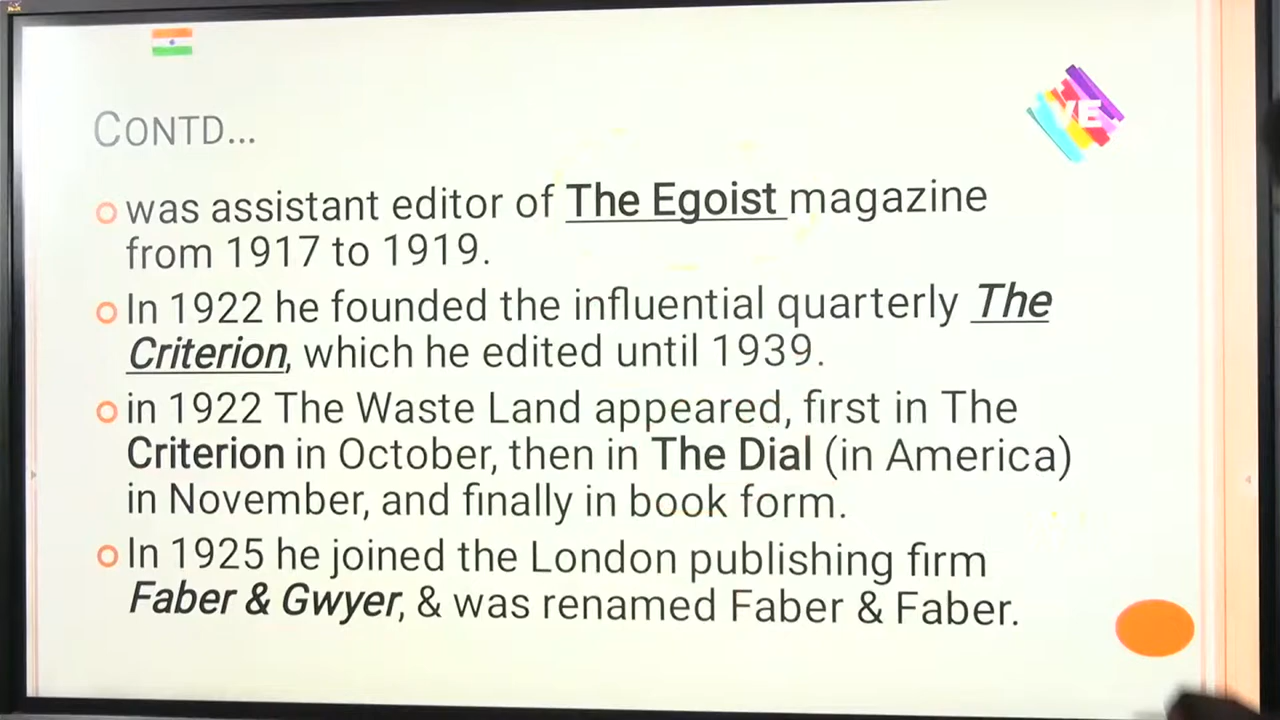 CONTD...
VE
was assistant editor of The Egoist magazine
from 1917 to 1919.
In 1922 he founded the influential quarterly The
Criterion, which he edited until 1939.
in 1922 The Waste Land appeared, first in The
Criterion in October, then in The Dial (in America)
in November, and finally in book form.
In 1925 he joined the London publishing firm
Faber & Gwyer, & was renamed Faber & Faber.